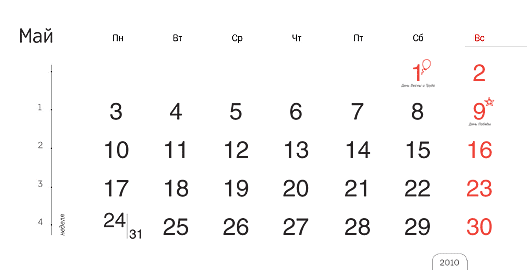 Май Пн Вт Ср Чт Пт Сб Вс
1 2
День Весны и Труда
1 3 4 5 6 7 8 9
День Победы
2 10 11 12 13 14 15 16
3 17 18 19 20 21 22 23
4 неделя 24 31 25 26 27 28 29 30
2010